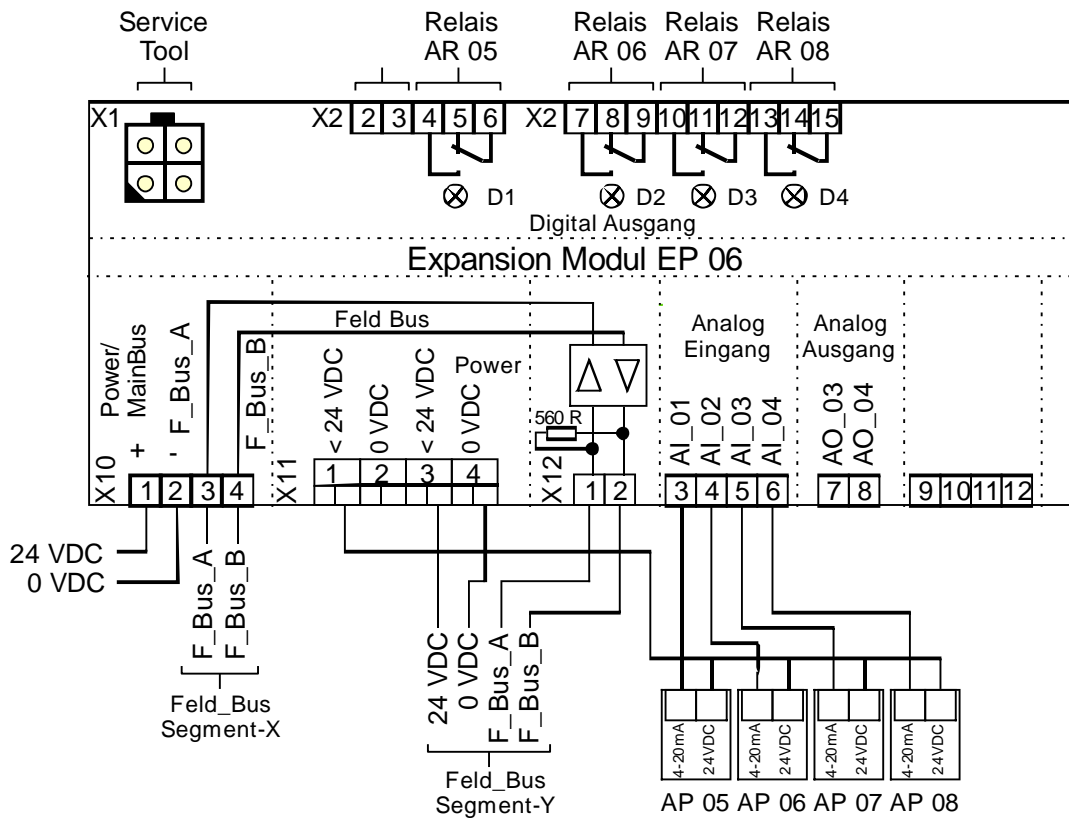 Service
Tool
Relais
AR 05
Relais
AR 06
Relais
AR 07
Relais
AR 08
X1
X2 2 3 4 5 6
X2 7 8 9 10 11 12 13 14 15
D1
D2
D3
D4
Digital Ausgang
Expansion Modul EP 06
Power/
MainBus
+
-
F_Bus_A
F_Bus_B
Feld Bus
< 24 VDC
0 VDC
< 24 VDC
0 VDC
Power
560 R
Analog
Eingang
AI_01
AI_02
AI_03
AI_04
Analog
Ausgang
AO_03
AO_04
X10
1 2 3 4
X11
1 2 3 4
X12
1 2
3 4 5 6
7 8
9 10 11 12
24 VDC
0 VDC
F_Bus_A
F_Bus_B
Feld_Bus
Segment-X
24 VDC
0 VDC
F_Bus_A
F_Bus_B
Feld_Bus
Segment-Y
4-20mA
24VDC
4-20mA
24VDC
4-20mA
24VDC
4-20mA
24VDC
AP 05 AP 06 AP 07 AP 08